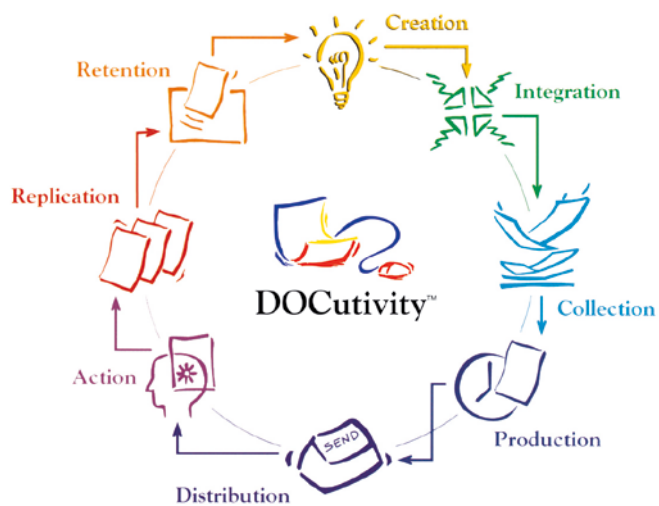 Creation
Retention
Integration
Replication
DOCutivity™
Collection
Action
SEND
Production
Distribution